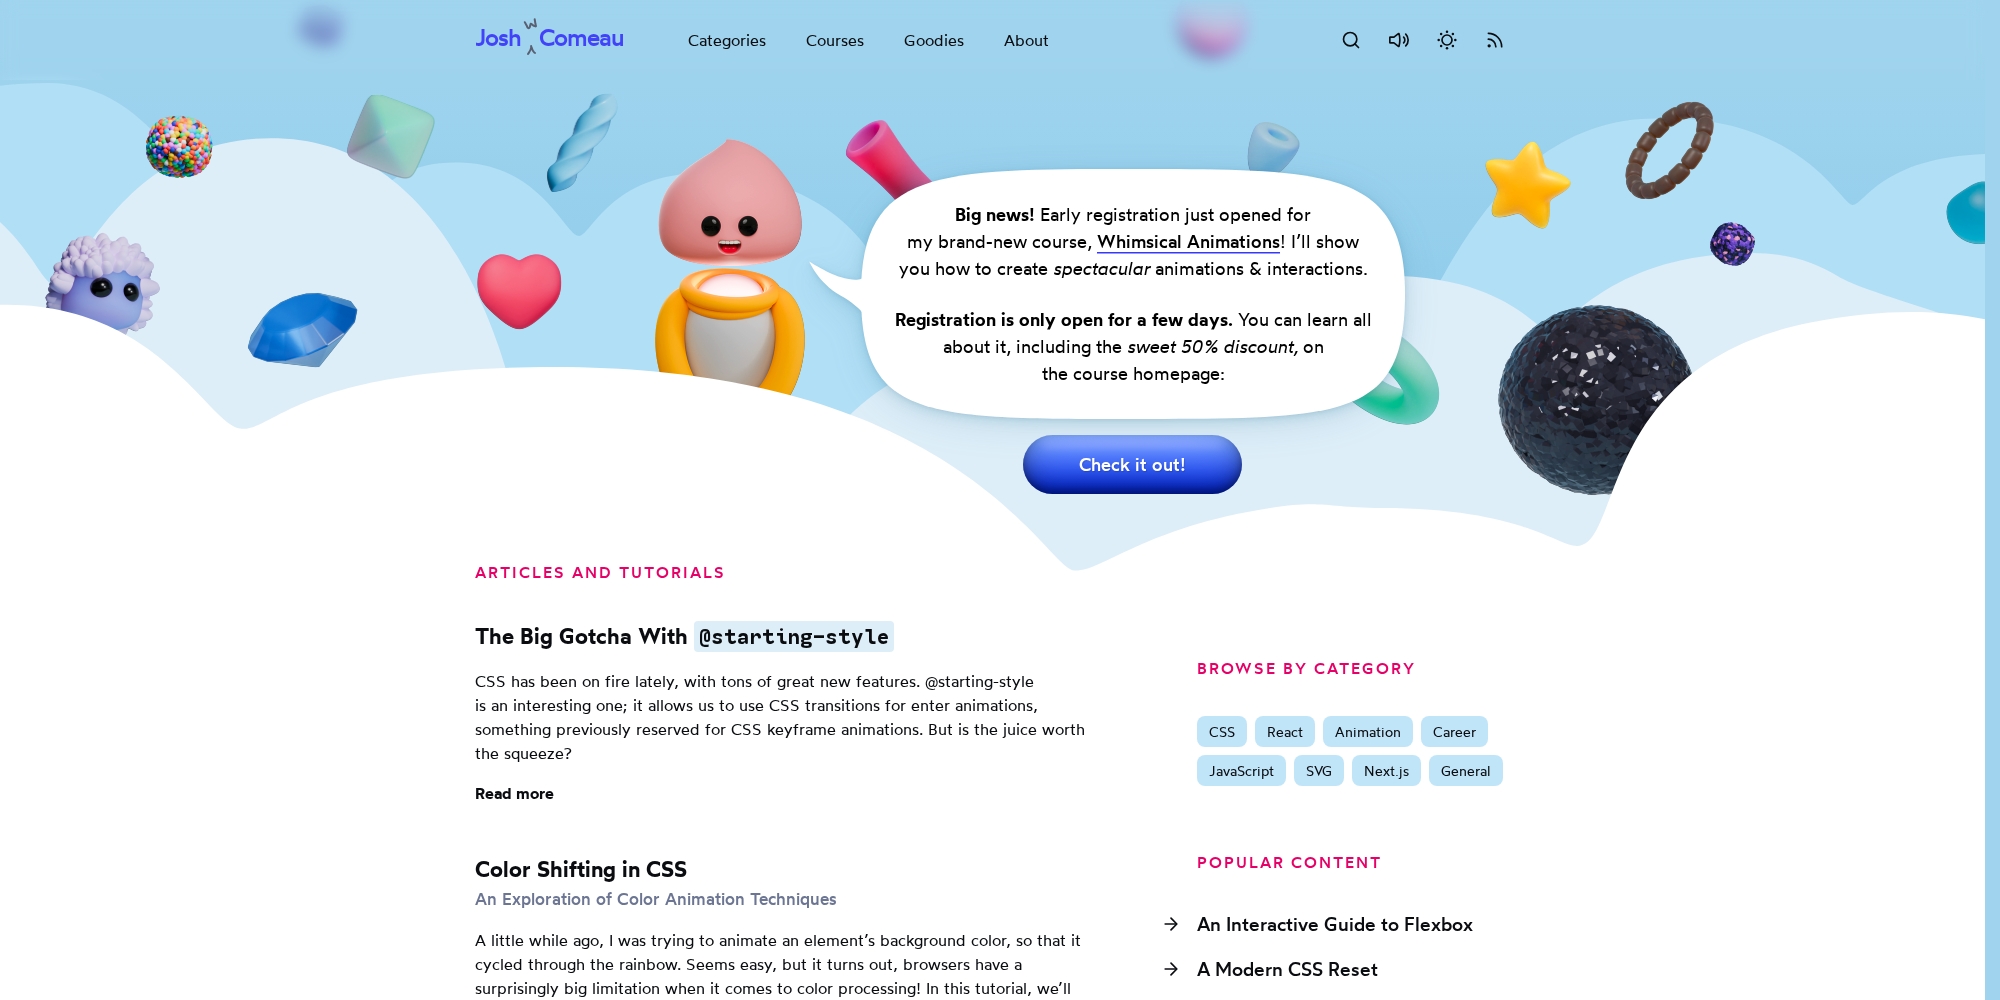 Josh W Comeau
Categories
Courses
Goodies
About
Big news! Early registration just opened for
my brand-new course, Whimsical Animations! I’ll show
you how to create spectacular animations & interactions.
Registration is only open for a few days. You can learn all
about it, including the sweet 50% discount, on
the course homepage:
Check it out!
ARTICLES AND TUTORIALS
The Big Gotcha With @starting-style
CSS has been on fire lately, with tons of great new features. @starting-style
is an interesting one; it allows us to use CSS transitions for enter animations,
something previously reserved for CSS keyframe animations. But is the juice worth
the squeeze?
Read more
Color Shifting in CSS
An Exploration of Color Animation Techniques
A little while ago, I was trying to animate an element’s background color, so that it
cycled through the rainbow. Seems easy, but it turns out, browsers have a
surprisingly big limitation when it comes to color processing! In this tutorial, we’ll
BROWSE BY CATEGORY
CSS
React
Animation
Career
JavaScript
SVG
Next.js
General
POPULAR CONTENT
An Interactive Guide to Flexbox
A Modern CSS Reset